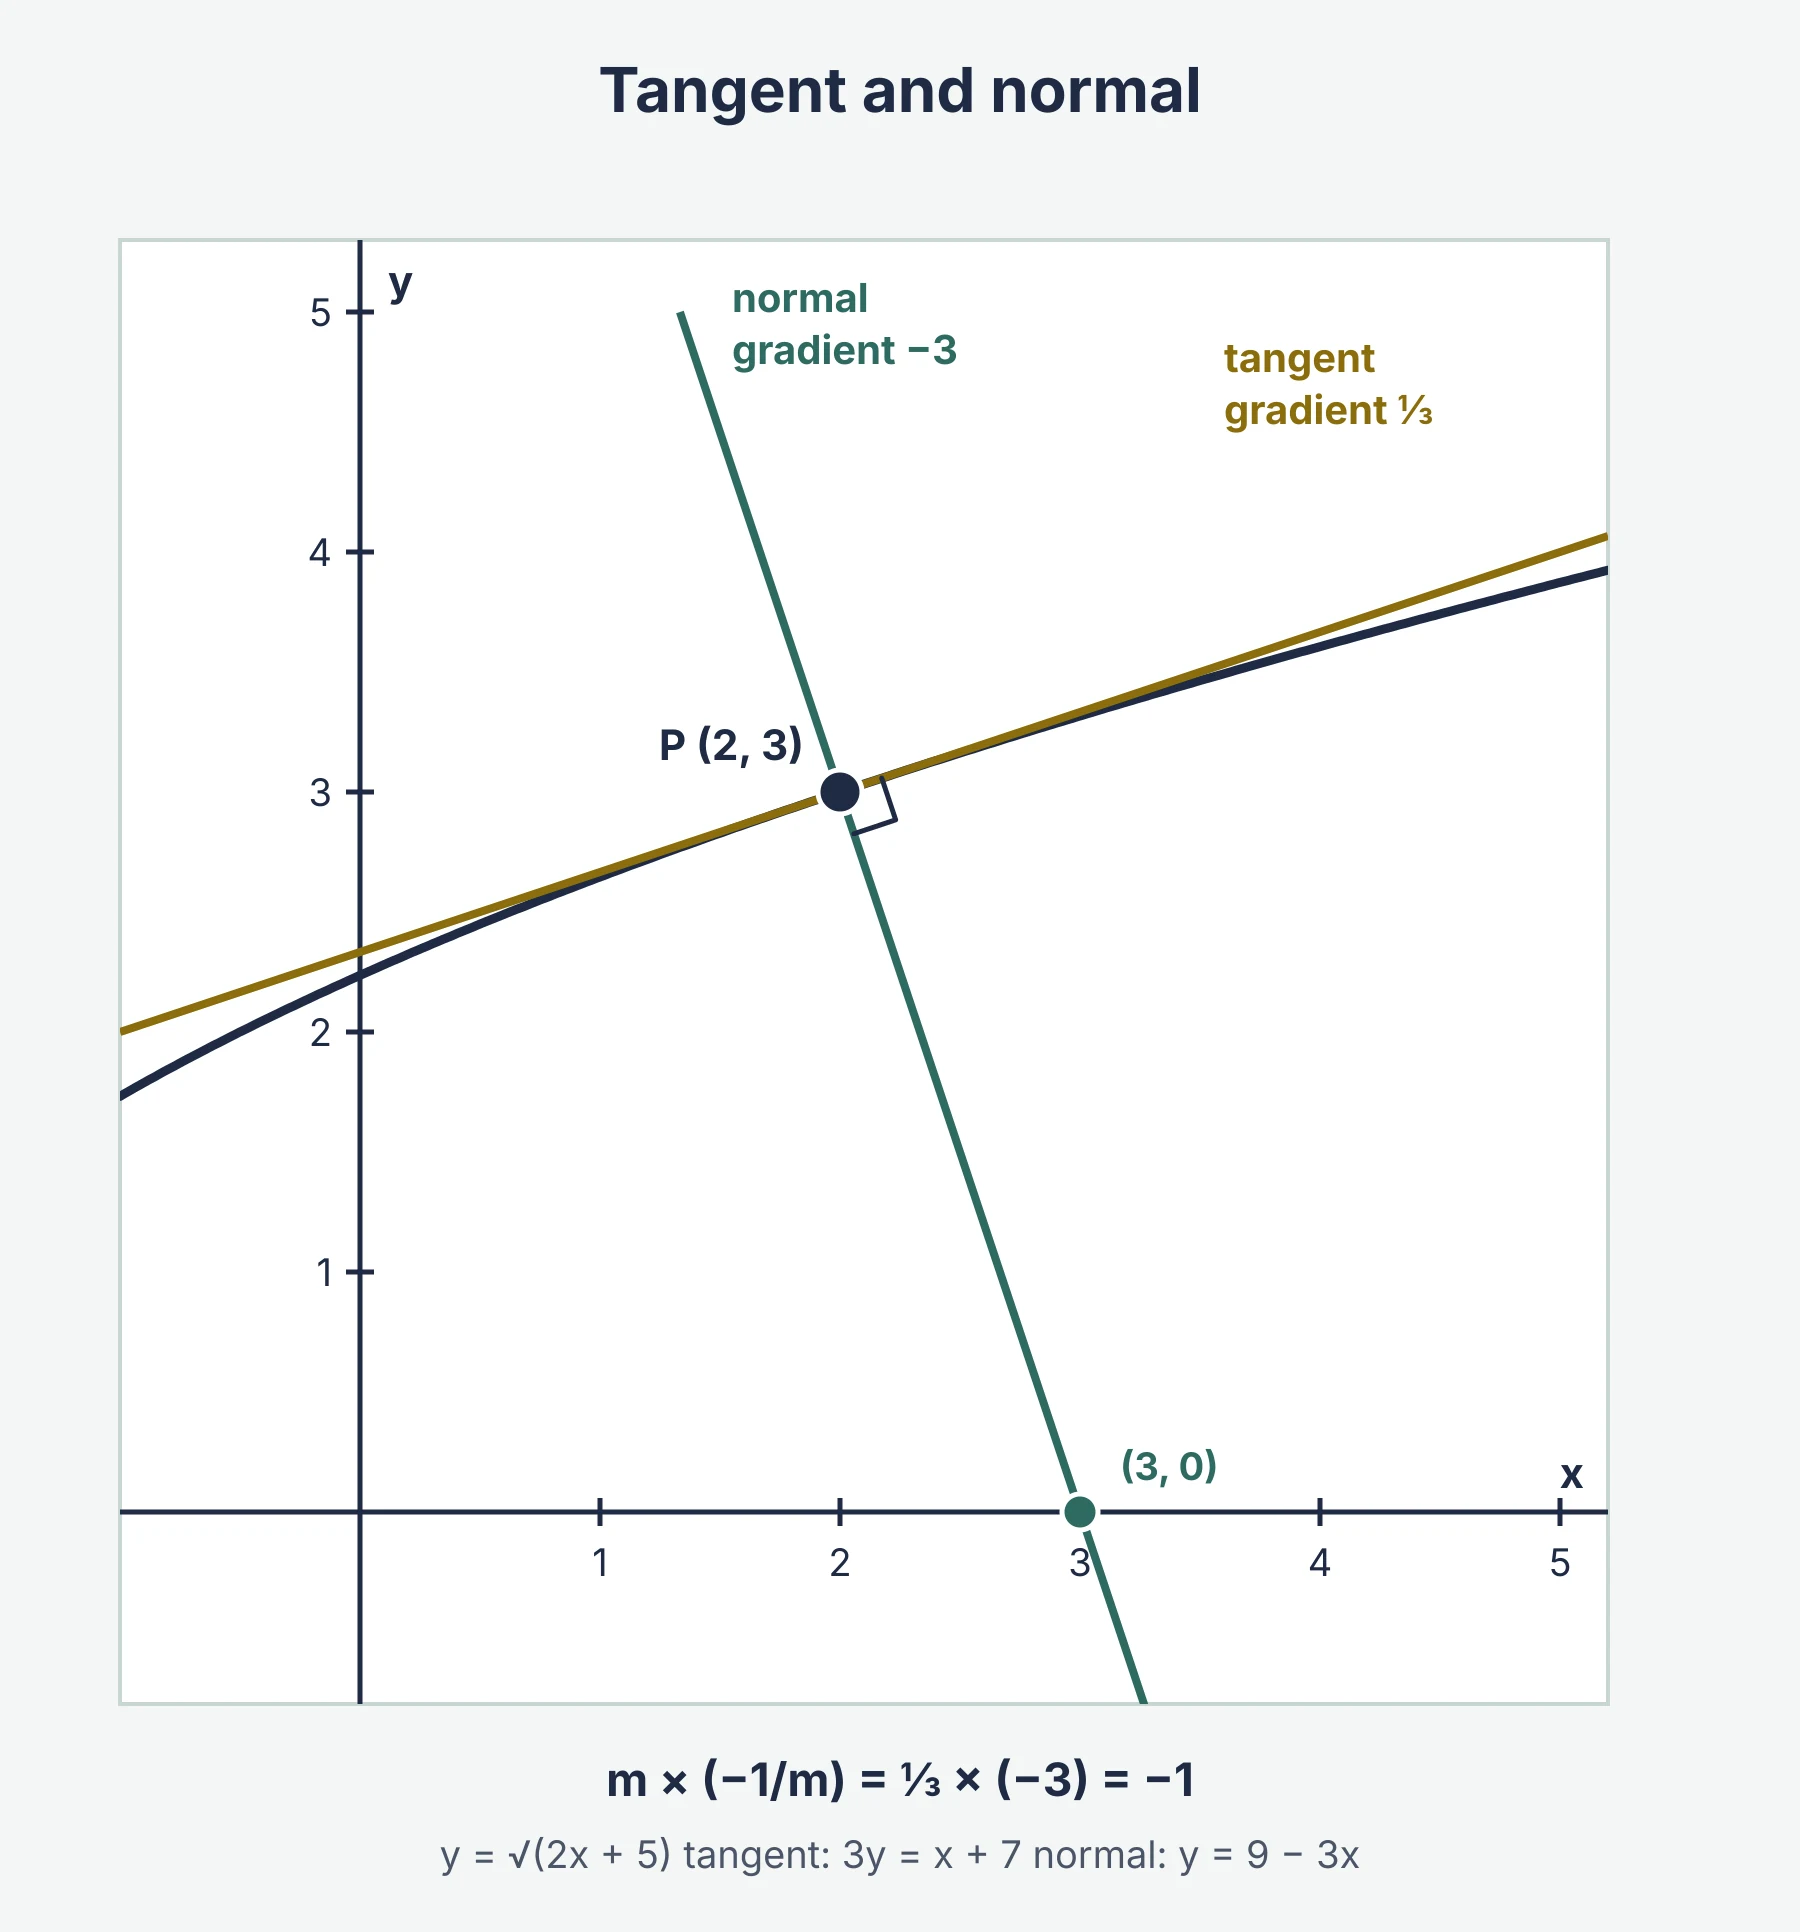 Tangent and normal
y
5
normal
gradient −3
tangent
gradient ⅓
4
P (2, 3)
3
2
1
(3, 0)
x
1 2 3 4 5
m × (−1/m) = ⅓ × (−3) = −1
y = √(2x + 5) tangent: 3y = x + 7 normal: y = 9 − 3x